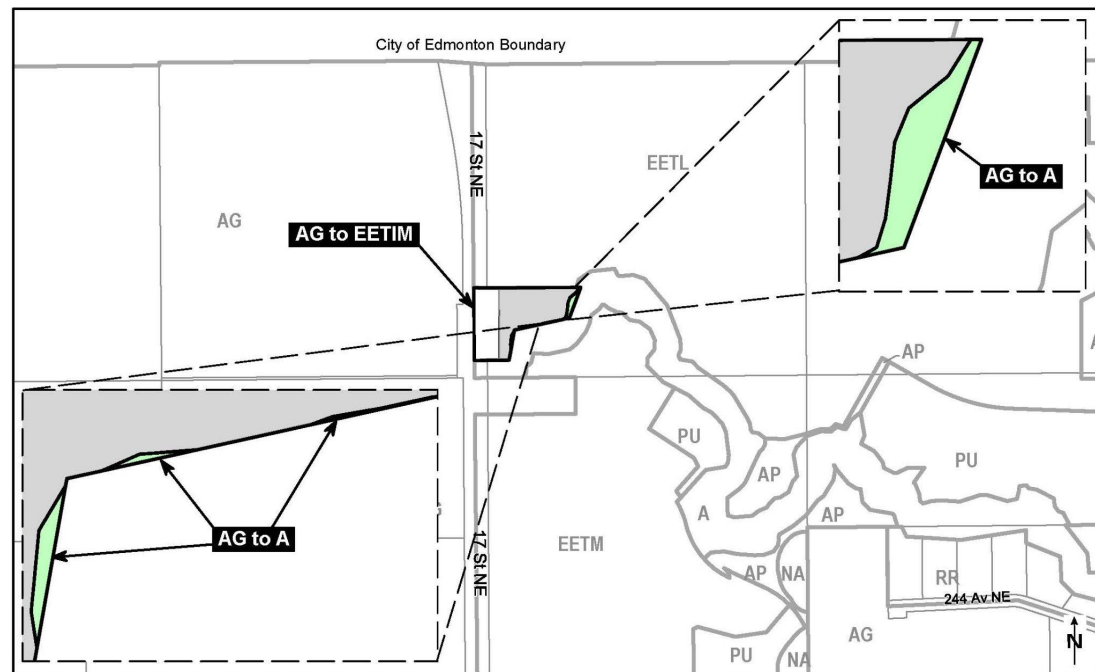 City of Edmonton Boundary
17 St NE
EETL
AG to A
AG
AG to EETIM
AP
PU
PU
AP
A
AP
AG to A
17 St NE
EETM
AP
NA
RR
244 Av NE
AG
PU
NA
N